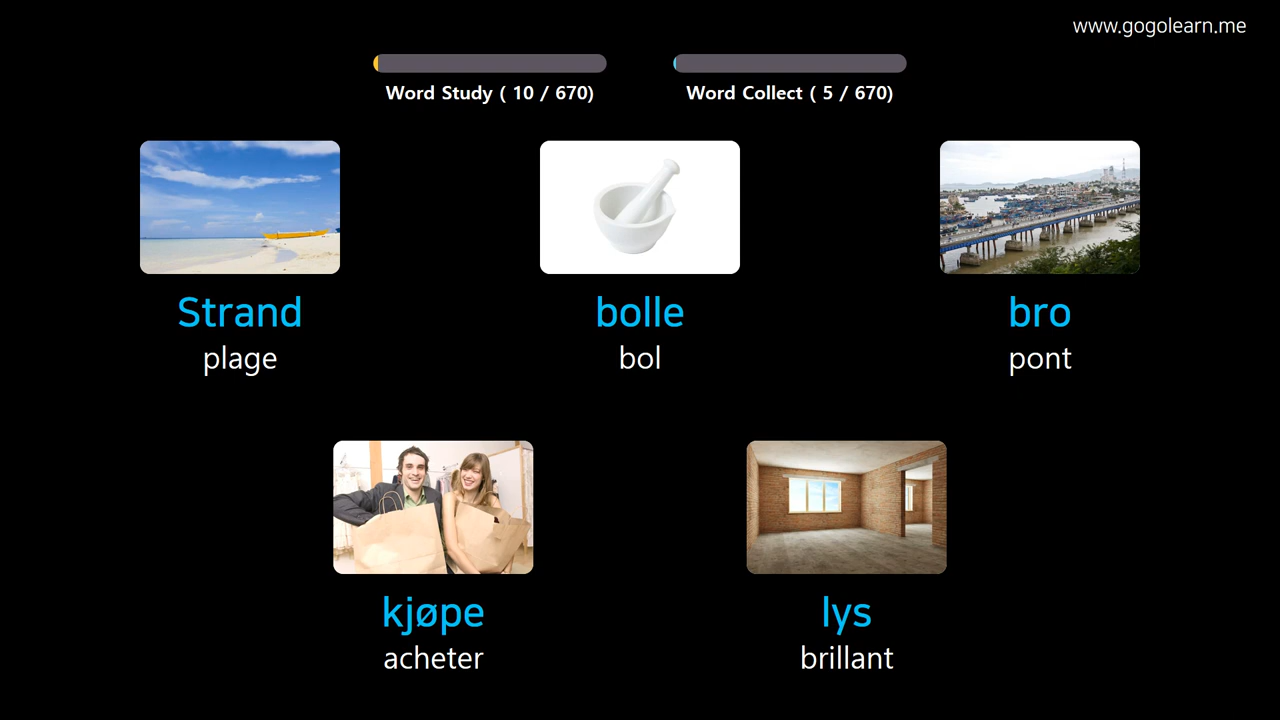 www.gogolearn.me
Word Study ( 10 / 670)
Word Collect ( 5 / 670)
Strand
plage
bolle
bol
bro
pont
kjøpe
acheter
lys
brillant